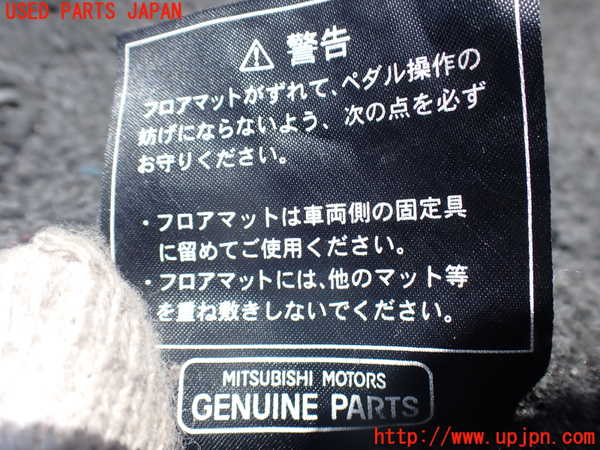 USED PARTS JAPAN
警告
フロアマットがずれて、ペダル操作の
妨げにならないよう、次の点を必ず
お守りください。
・フロアマットは車両側の固定具
に留めてご使用ください。
・フロアマットには、他のマット等
を重ね敷きしないでください。
MITSUBISHI MOTORS
GENUINE PARTS
http://www.upjpn.com/